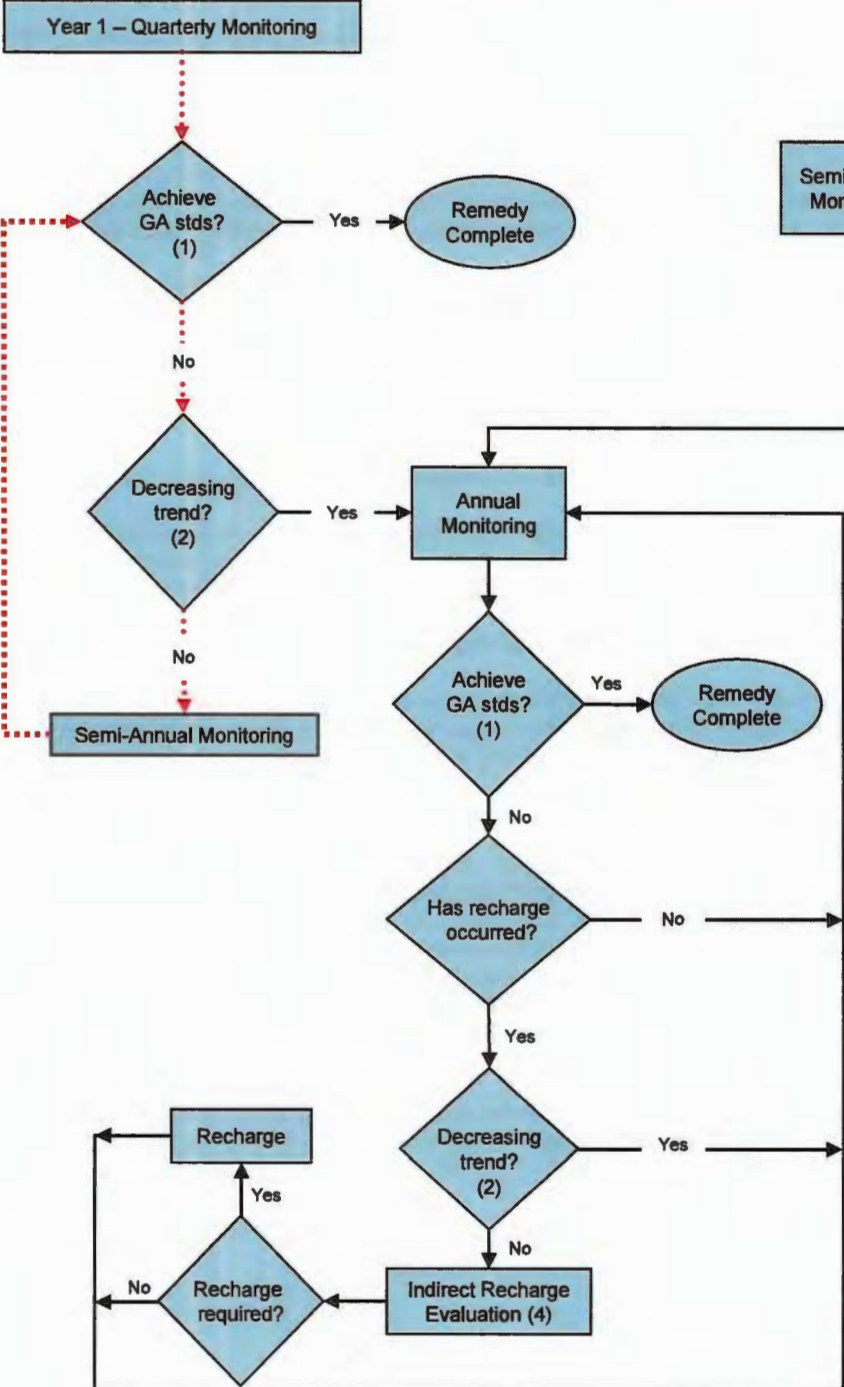 Year 1 – Quarterly Monitoring
Achieve
GA stds?
(1)
Yes
Remedy
Complete
Semi
Mon
No
Decreasing
trend?
(2)
Yes
Annual
Monitoring
No
Semi-Annual Monitoring
Achieve
GA stds?
(1)
Yes
Remedy
Complete
No
Has recharge
occurred?
No
Yes
Decreasing
trend?
(2)
Yes
No
Indirect Recharge
Evaluation (4)
Recharge
required?
Yes
Recharge
No